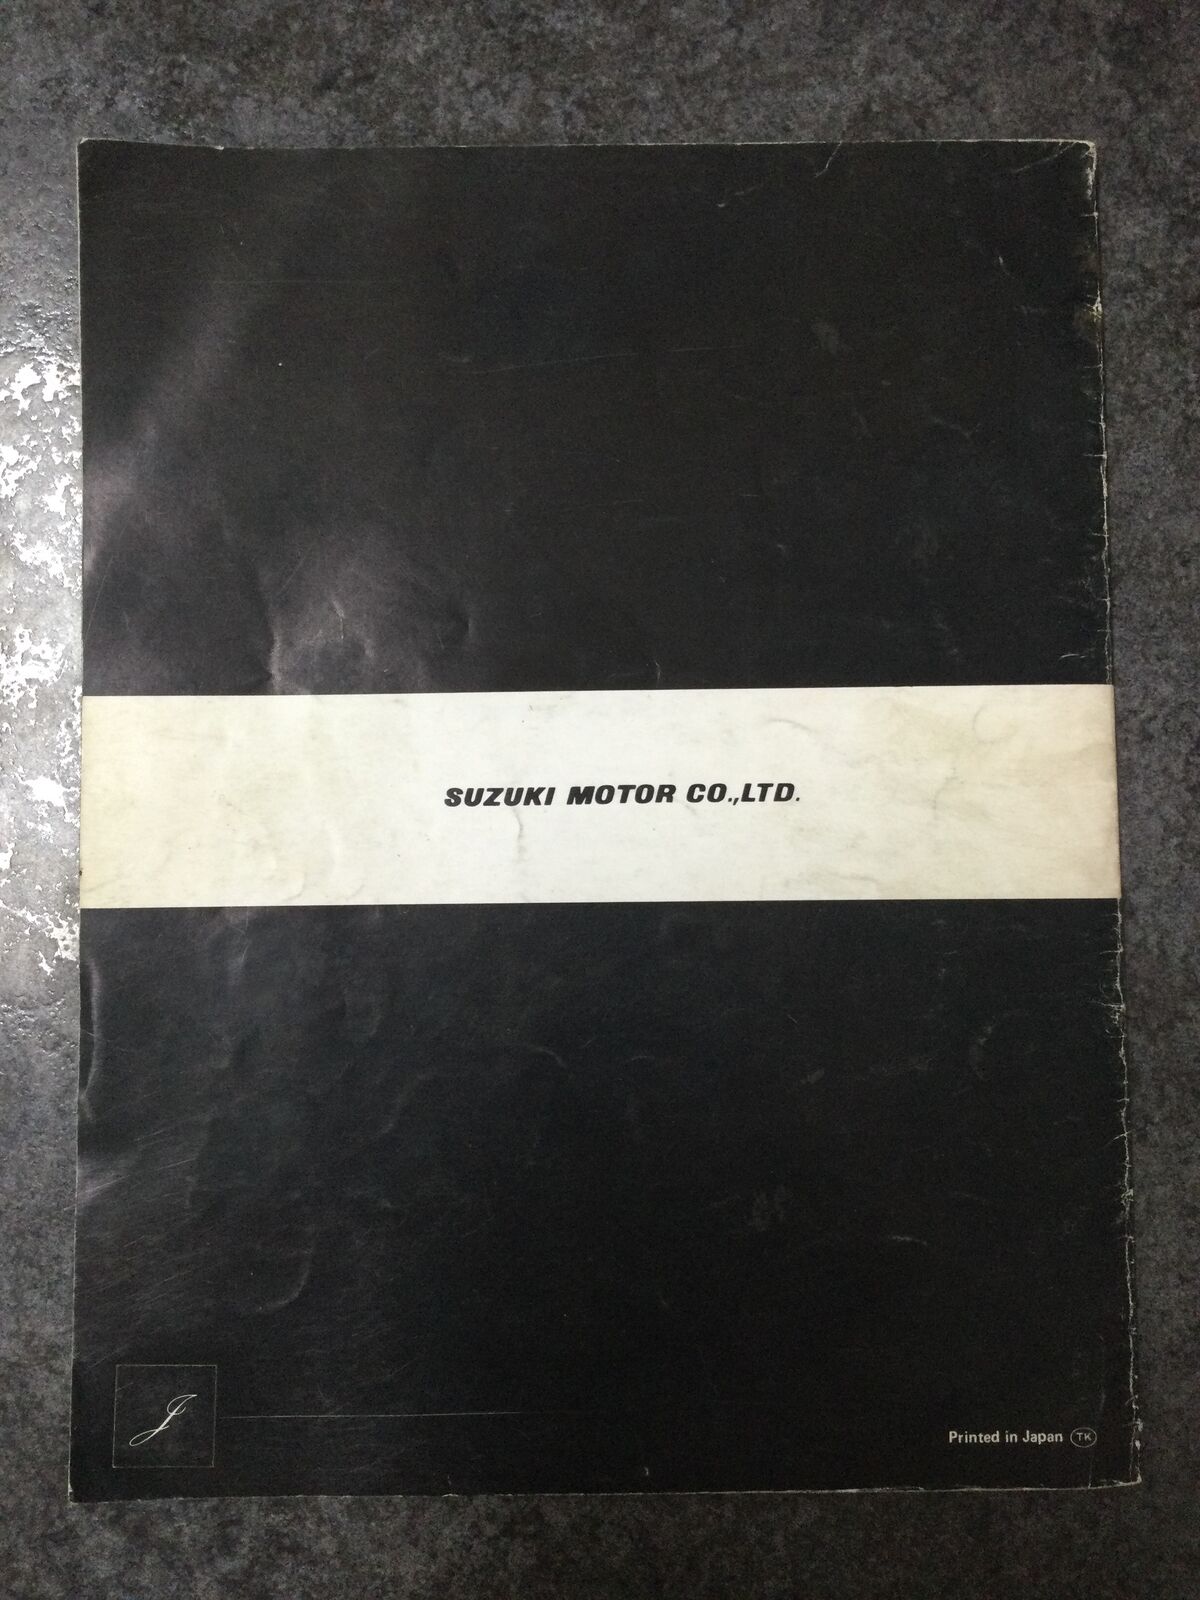 SUZUKI MOTOR CO.,LTD.
J
Printed in Japan TK